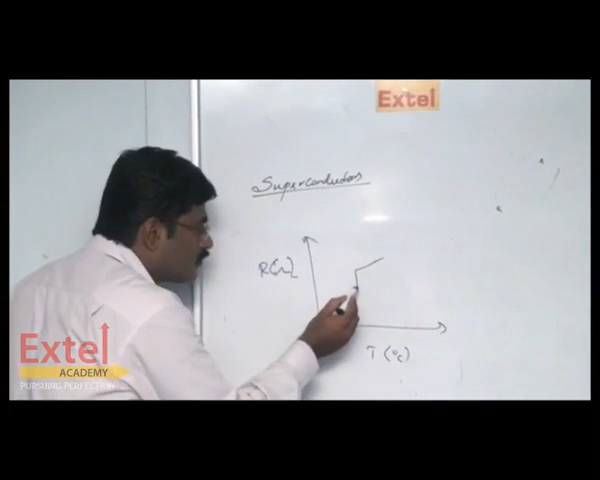 Extel
Superconductors
R(Ω)
T (°C)
Extel
ACADEMY
PURSUING PERFECTION